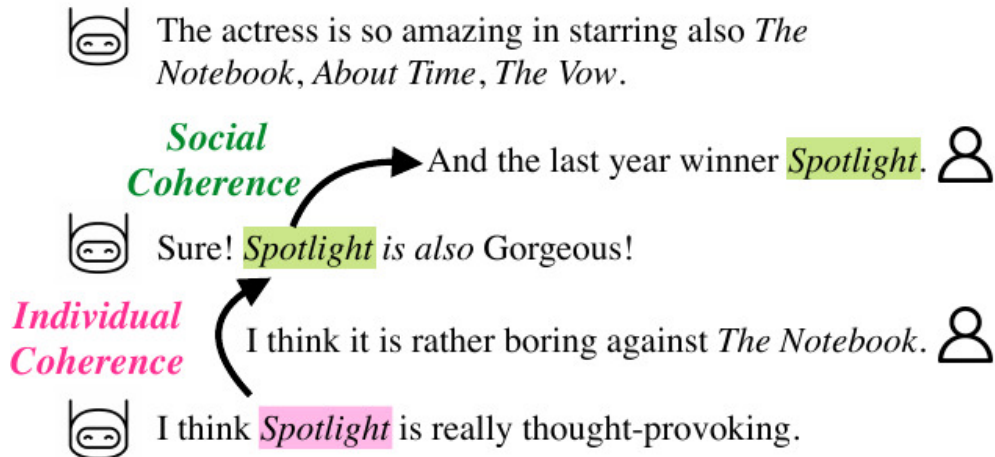 The actress is so amazing in starring also The
Notebook, About Time, The Vow.
Social
Coherence
And the last year winner Spotlight.
Sure! Spotlight is also Gorgeous!
Individual
Coherence
I think it is rather boring against The Notebook.
I think Spotlight is really thought-provoking.